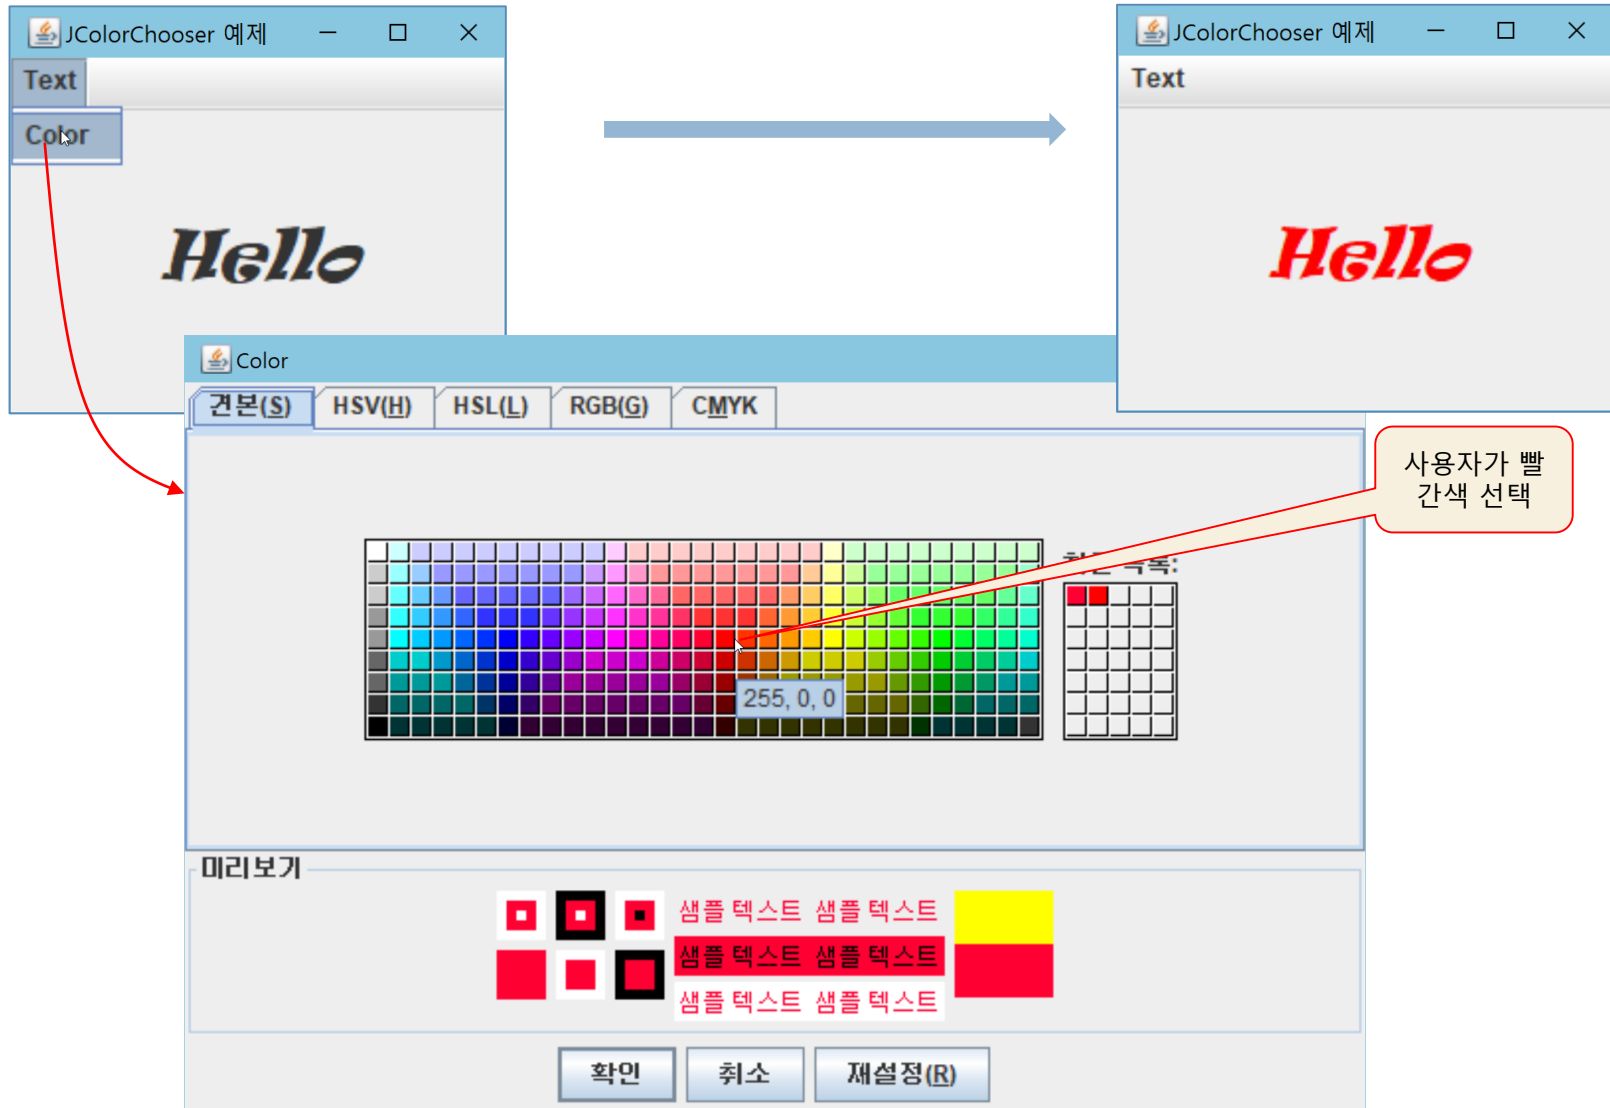 JColorChooser 예제
Text
Color
Hello
JColorChooser 예제
Text
Hello
Color
견본(S)
HSV(H)
HSL(L)
RGB(G)
CMYK
사용자가 빨
간색 선택
255, 0, 0
미리보기
샘플 텍스트 샘플 텍스트
샘플 텍스트 샘플 텍스트
샘플 텍스트 샘플 텍스트
확인
취소
재설정(R)